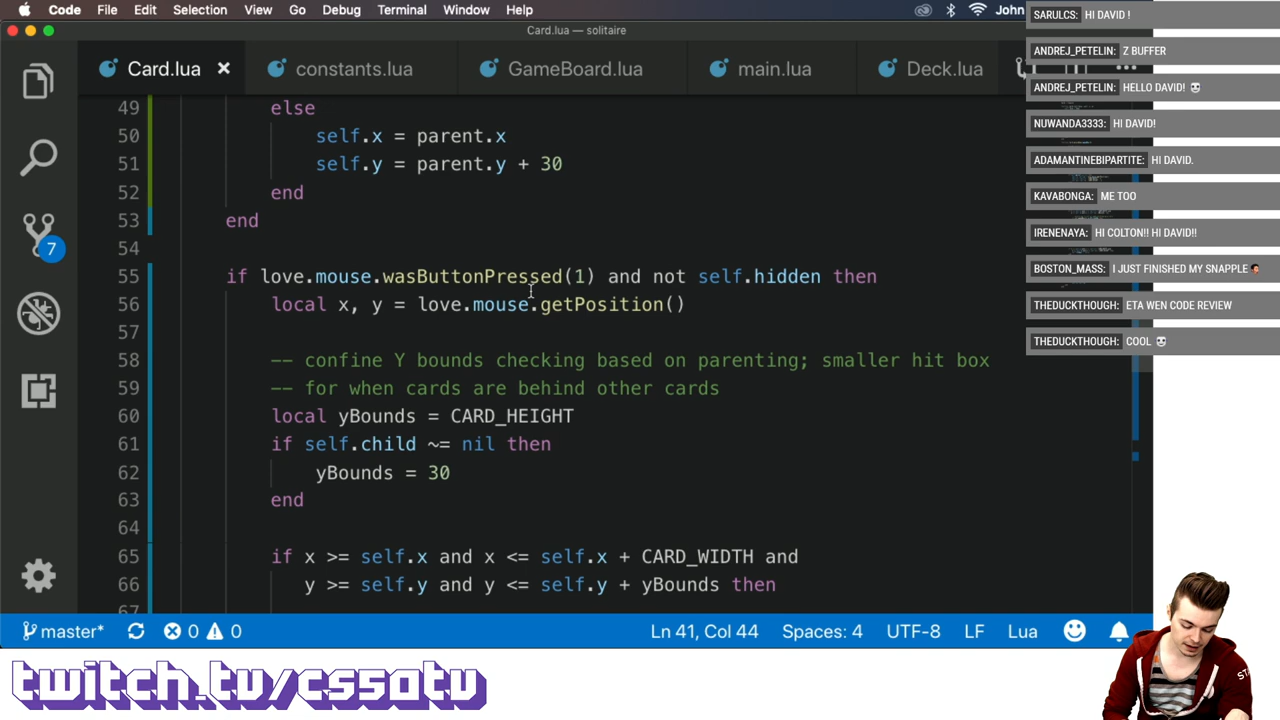 Code File Edit Selection View Go Debug Terminal Window Help John
Card.lua — solitaire
Card.lua constants.lua GameBoard.lua main.lua Deck.lua
49 else
50 self.x = parent.x
51 self.y = parent.y + 30
52 end
53 end
54
55 if love.mouse.wasButtonPressed(1) and not self.hidden then
56 local x, y = love.mouse.getPosition()
57
58 -- confine Y bounds checking based on parenting; smaller hit box
59 -- for when cards are behind other cards
60 local yBounds = CARD_HEIGHT
61 if self.child ~= nil then
62 yBounds = 30
63 end
64
65 if x >= self.x and x <= self.x + CARD_WIDTH and
66 y >= self.y and y <= self.y + yBounds then
67
7
master* 0 0 Ln 41, Col 44 Spaces: 4 UTF-8 LF Lua
SARULCS: HI DAVID !
ANDREJ_PETELIN: Z BUFFER
ANDREJ_PETELIN: HELLO DAVID!
NUWANDA3333: HI DAVID!
ADAMANTINEBIPARTITE: HI DAVID.
KAVABONGA: ME TOO
IRENENAYA: HI COLTON!! HI DAVID!!
BOSTON_MASS: I JUST FINISHED MY SNAPPLE
THEDUCKTHOUGH: ETA WEN CODE REVIEW
THEDUCKTHOUGH: COOL
twitch.tv/cs50tv